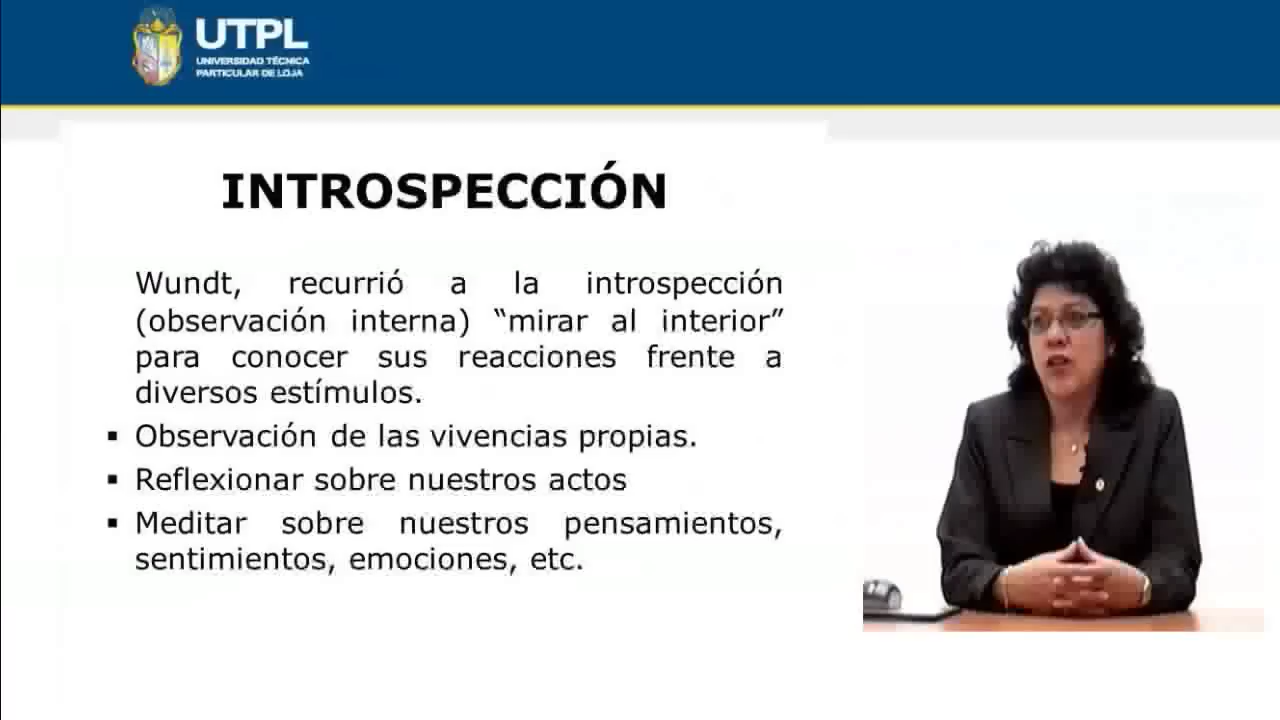 UTPL
UNIVERSIDAD TÉCNICA
PARTICULAR DE LOJA
INTROSPECCIÓN
Wundt, recurrió a la introspección
(observación interna) “mirar al interior”
para conocer sus reacciones frente a
diversos estímulos.
▪ Observación de las vivencias propias.
▪ Reflexionar sobre nuestros actos
▪ Meditar sobre nuestros pensamientos,
sentimientos, emociones, etc.